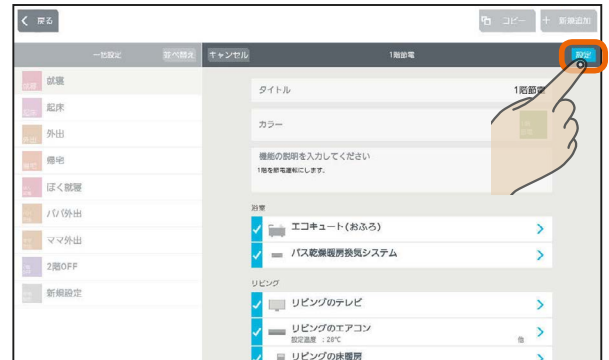 戻る
コピー
新規追加
一括設定
並べ替え
キャンセル
1階節電
設定
就寝
起床
外出
帰宅
ぼく就寝
パパ外出
ママ外出
2階OFF
新規設定
タイトル
1階節電
カラー
機能の説明を入力してください
1階を節電運転にします。
浴室
エコキュート(おふろ)
バス乾燥暖房換気システム
リビング
リビングのテレビ
リビングのエアコン
設定温度 :28℃
他
リビングの床暖房